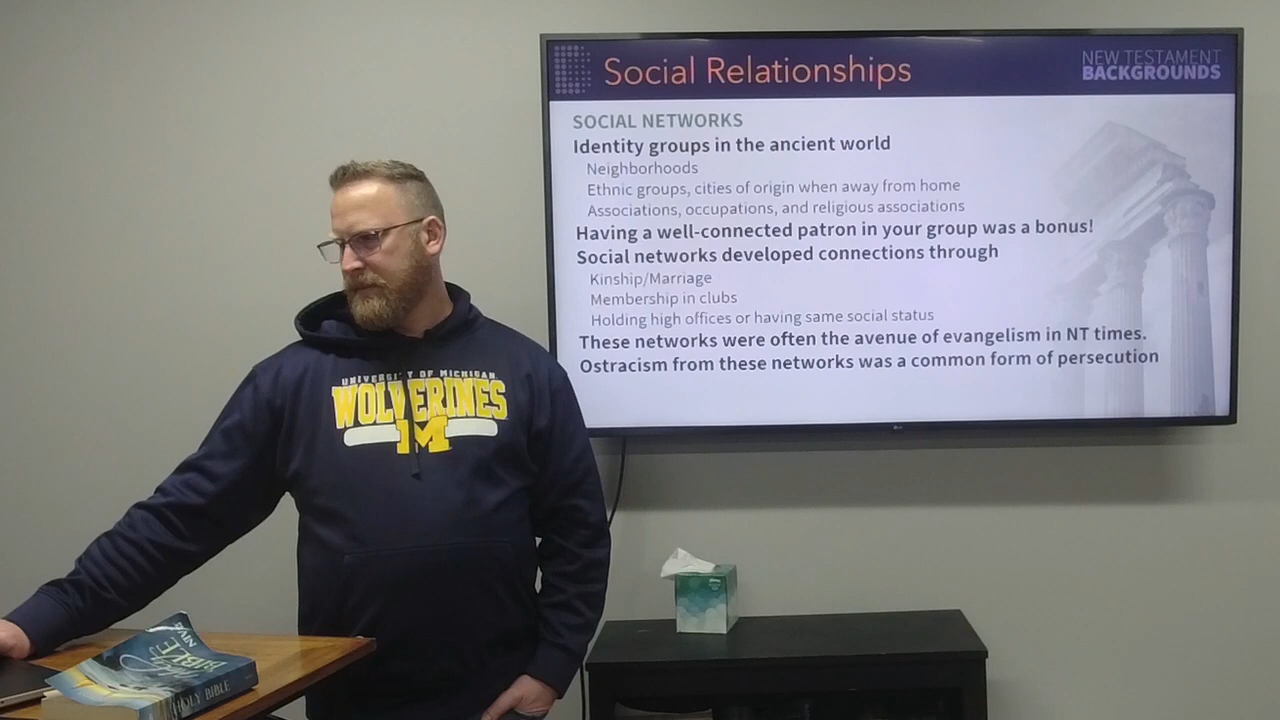 Social Relationships
NEW TESTAMENT
BACKGROUNDS
SOCIAL NETWORKS
Identity groups in the ancient world
Neighborhoods
Ethnic groups, cities of origin when away from home
Associations, occupations, and religious associations
Having a well-connected patron in your group was a bonus!
Social networks developed connections through
Kinship/Marriage
Membership in clubs
Holding high offices or having same social status
These networks were often the avenue of evangelism in NT times.
Ostracism from these networks was a common form of persecution
LG
UNIVERSITY OF MICHIGAN
WOLVERINES
M
NIV
Holy
BIBLE
HOLY BIBLE